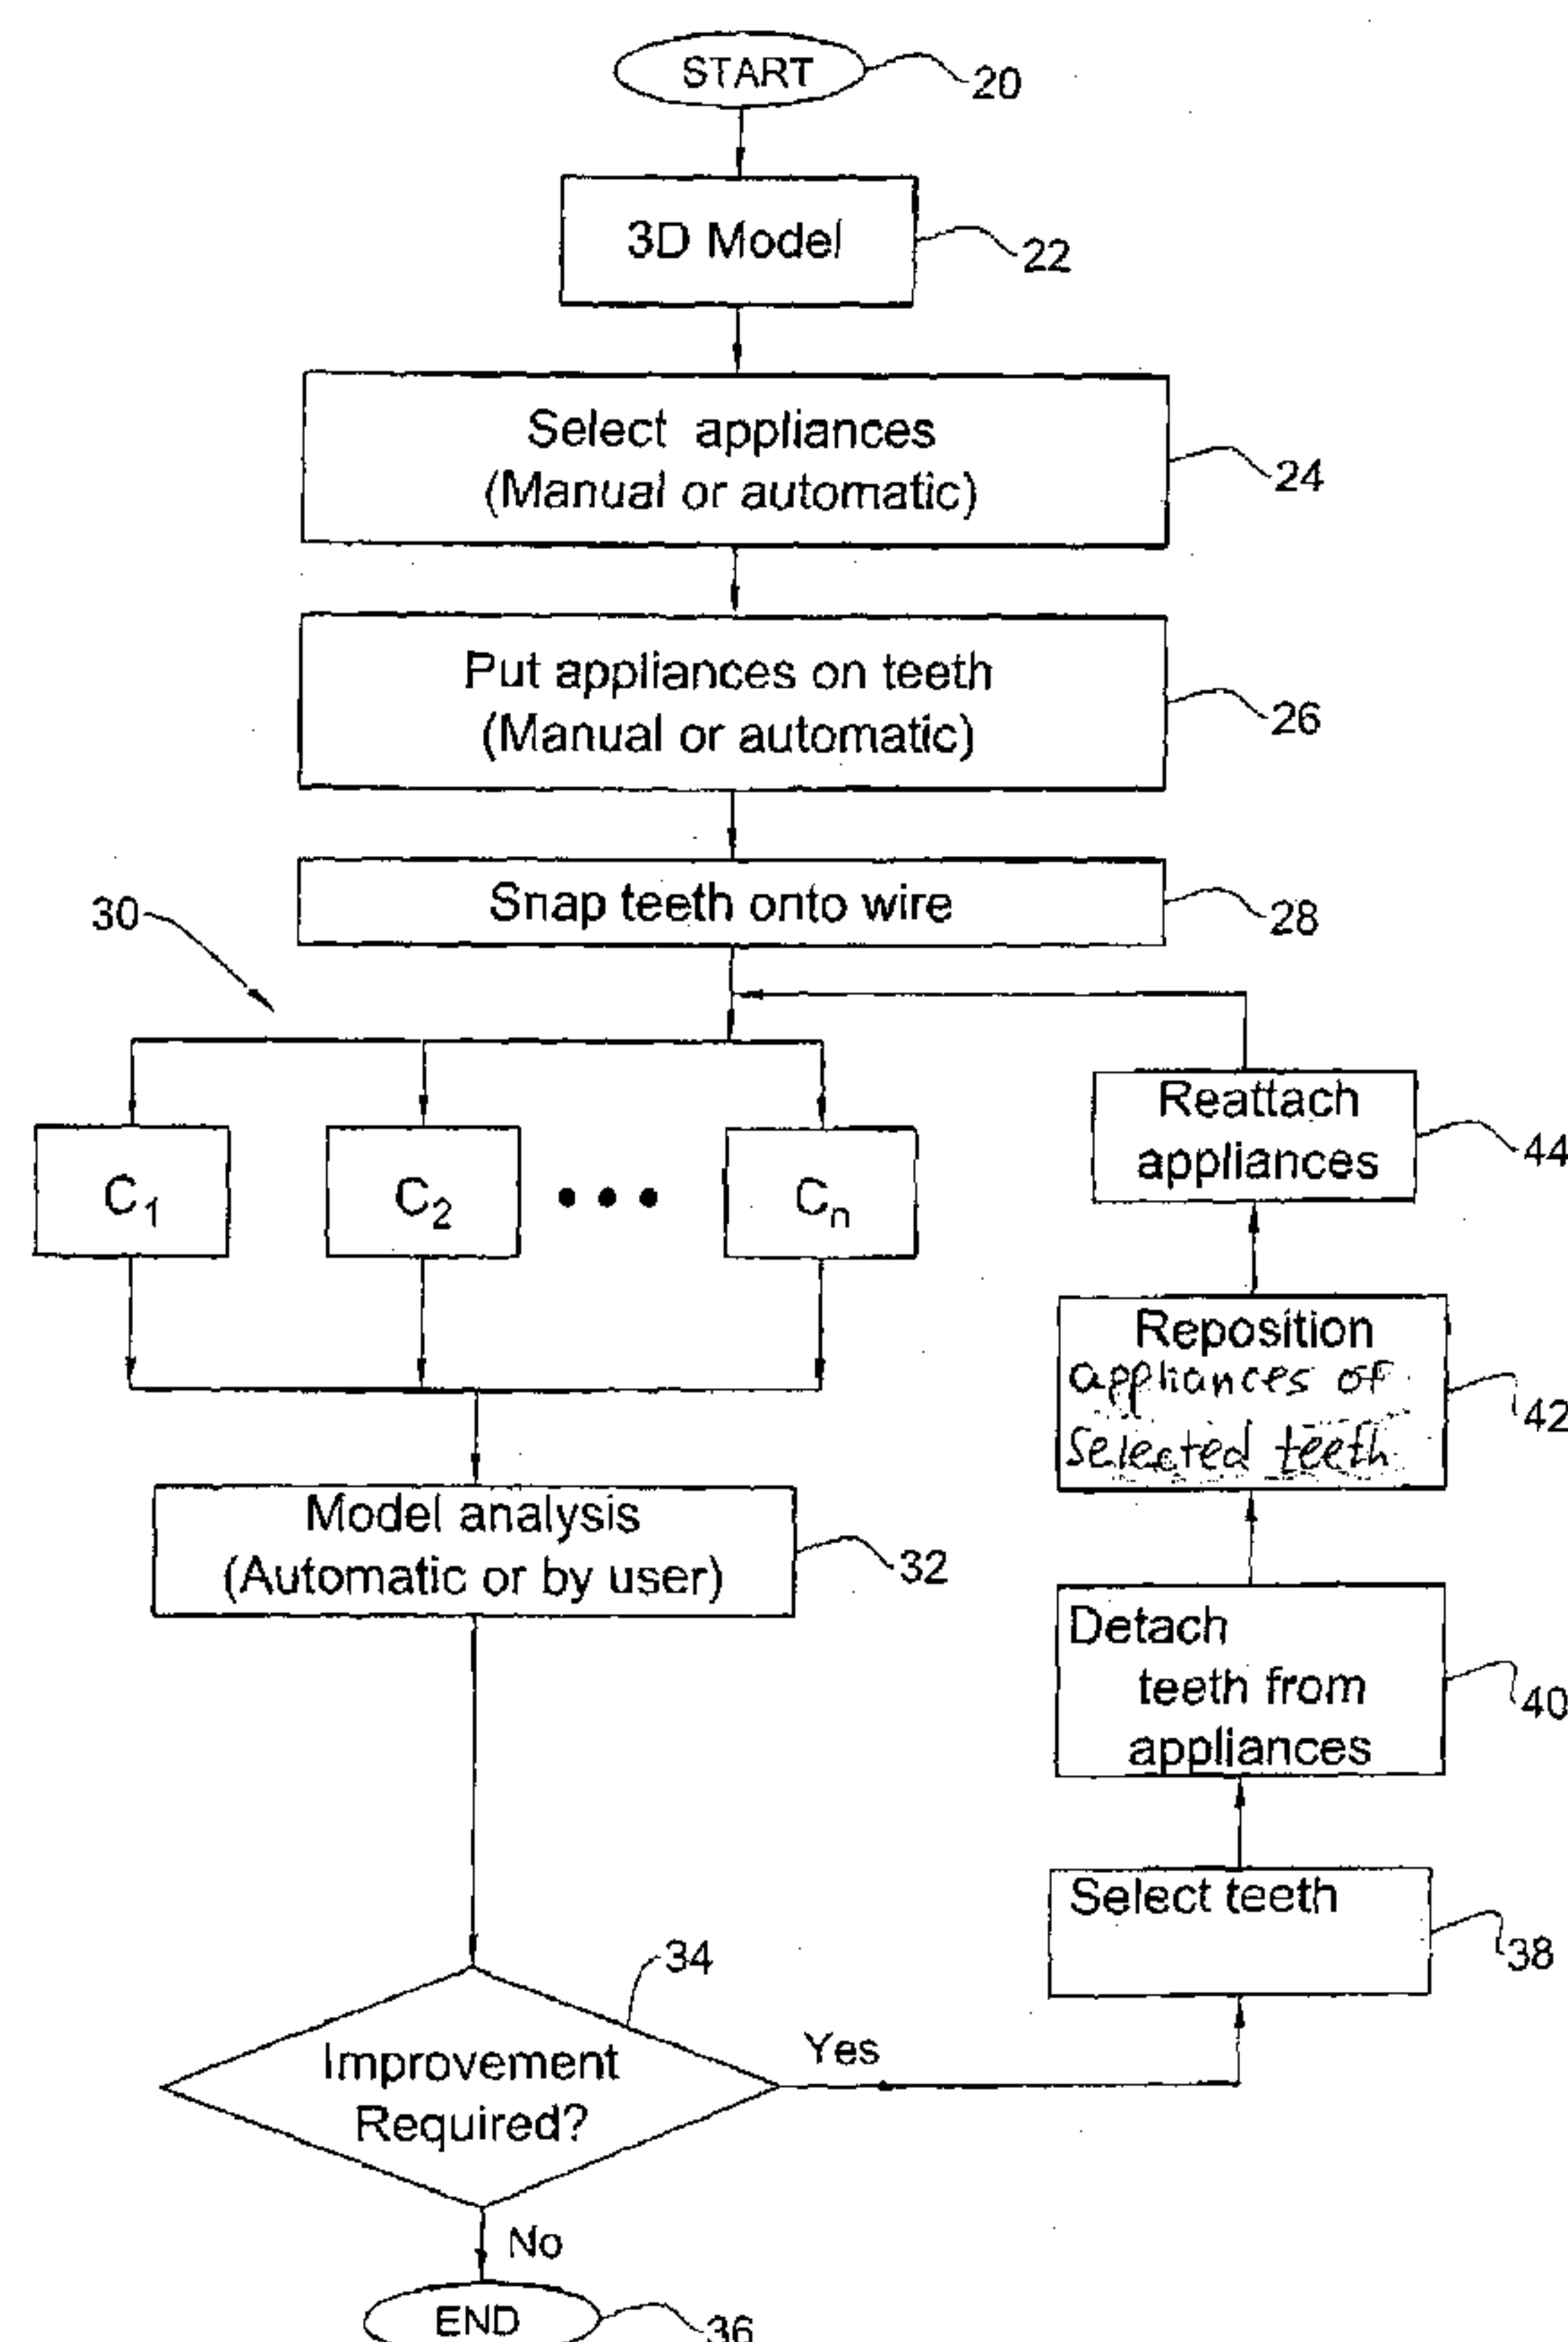 START
20
3D Model
22
Select appliances
(Manual or automatic)
24
Put appliances on teeth
(Manual or automatic)
26
Snap teeth onto wire
28
30
C1
C2
• • •
Cn
Reattach
appliances
44
Reposition
appliances of
selected teeth
42
Model analysis
(Automatic or by user)
32
Detach
teeth from
appliances
40
Select teeth
38
34
Improvement
Required?
Yes
No
END
36